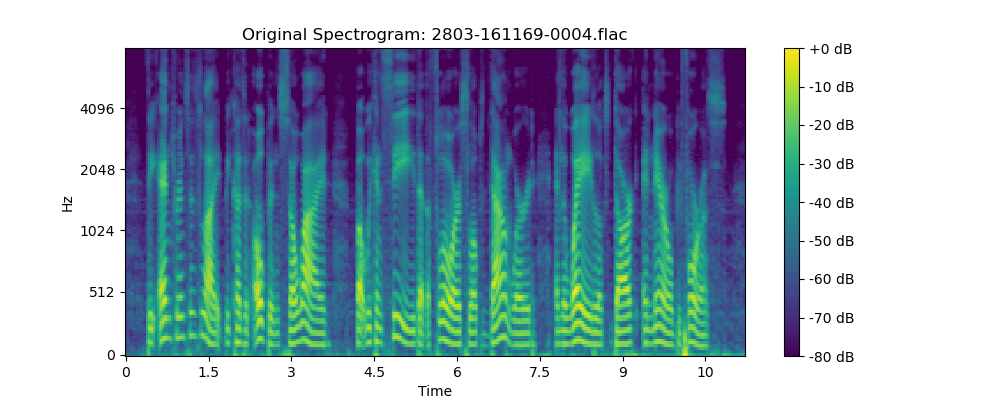 Original Spectrogram: 2803-161169-0004.flac
Hz
4096
2048
1024
512
0
0 1.5 3 4.5 6 7.5 9 10
Time
+0 dB
-10 dB
-20 dB
-30 dB
-40 dB
-50 dB
-60 dB
-70 dB
-80 dB